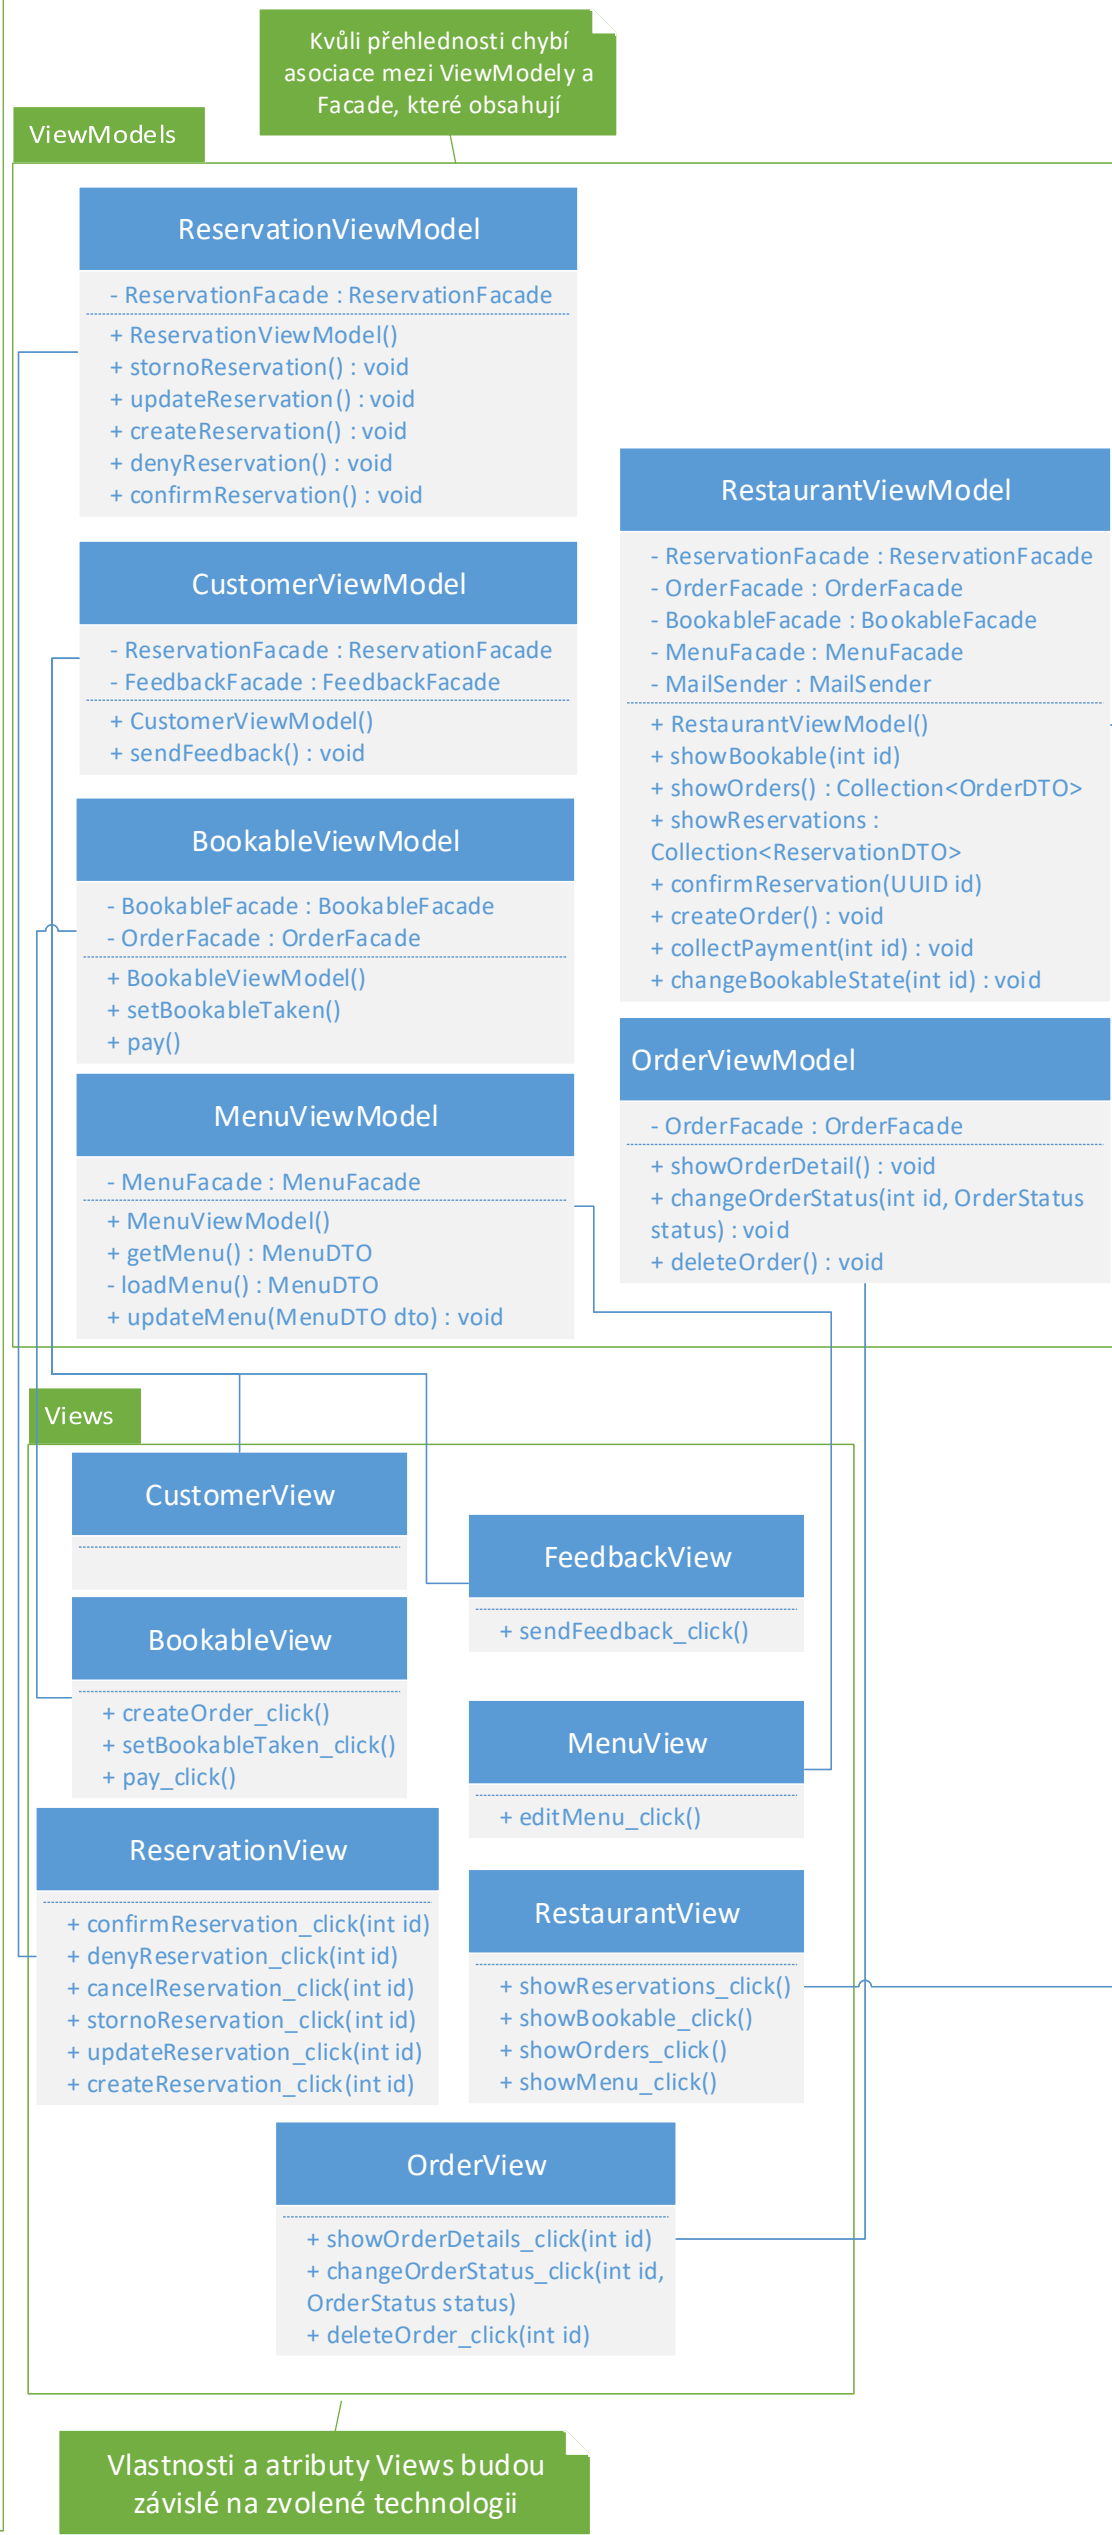 Kvůli přehlednosti chybí
asociace mezi ViewModely a
Facade, které obsahují
ViewModels
ReservationViewModel
- ReservationFacade : ReservationFacade
+ ReservationViewModel()
+ stornoReservation() : void
+ updateReservation() : void
+ createReservation() : void
+ denyReservation() : void
+ confirmReservation() : void
CustomerViewModel
- ReservationFacade : ReservationFacade
- FeedbackFacade : FeedbackFacade
+ CustomerViewModel()
+ sendFeedback() : void
BookableViewModel
- BookableFacade : BookableFacade
- OrderFacade : OrderFacade
+ BookableViewModel()
+ setBookableTaken()
+ pay()
MenuViewModel
- MenuFacade : MenuFacade
+ MenuViewModel()
+ getMenu() : MenuDTO
- loadMenu() : MenuDTO
+ updateMenu(MenuDTO dto) : void
RestaurantViewModel
- ReservationFacade : ReservationFacade
- OrderFacade : OrderFacade
- BookableFacade : BookableFacade
- MenuFacade : MenuFacade
- MailSender : MailSender
+ RestaurantViewModel()
+ showBookable(int id)
+ showOrders() : Collection<OrderDTO>
+ showReservations :
Collection<ReservationDTO>
+ confirmReservation(UUID id)
+ createOrder() : void
+ collectPayment(int id) : void
+ changeBookableState(int id) : void
OrderViewModel
- OrderFacade : OrderFacade
+ showOrderDetail() : void
+ changeOrderStatus(int id, OrderStatus
status) : void
+ deleteOrder() : void
Views
CustomerView
BookableView
+ createOrder_click()
+ setBookableTaken_click()
+ pay_click()
ReservationView
+ confirmReservation_click(int id)
+ denyReservation_click(int id)
+ cancelReservation_click(int id)
+ stornoReservation_click(int id)
+ updateReservation_click(int id)
+ createReservation_click(int id)
FeedbackView
+ sendFeedback_click()
MenuView
+ editMenu_click()
RestaurantView
+ showReservations_click()
+ showBookable_click()
+ showOrders_click()
+ showMenu_click()
OrderView
+ showOrderDetails_click(int id)
+ changeOrderStatus_click(int id,
OrderStatus status)
+ deleteOrder_click(int id)
Vlastnosti a atributy Views budou
závislé na zvolené technologii